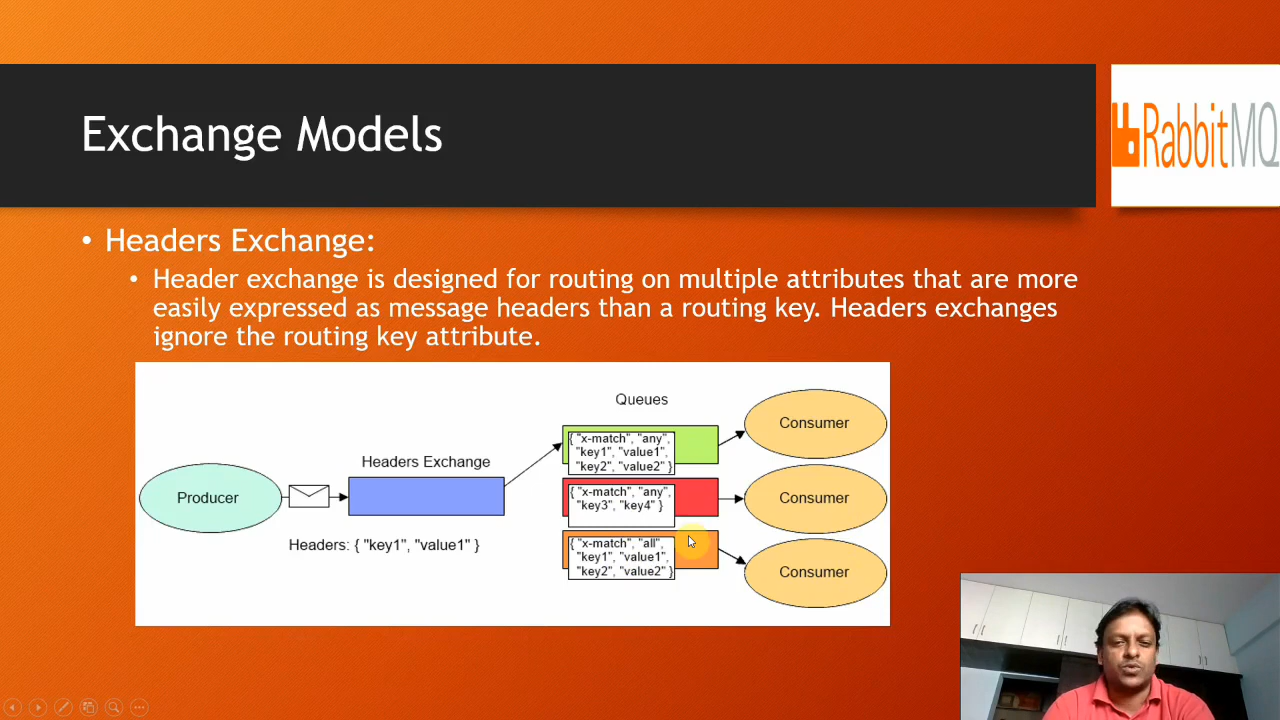 Exchange Models
RabbitMQ
• Headers Exchange:
• Header exchange is designed for routing on multiple attributes that are more
easily expressed as message headers than a routing key. Headers exchanges
ignore the routing key attribute.
Queues
Headers Exchange
Producer
Headers: { "key1", "value1" }
{ "x-match", "any",
"key1", "value1",
"key2", "value2" }
Consumer
{ "x-match", "any",
"key3", "key4" }
Consumer
{ "x-match", "all",
"key1", "value1",
"key2", "value2" }
Consumer